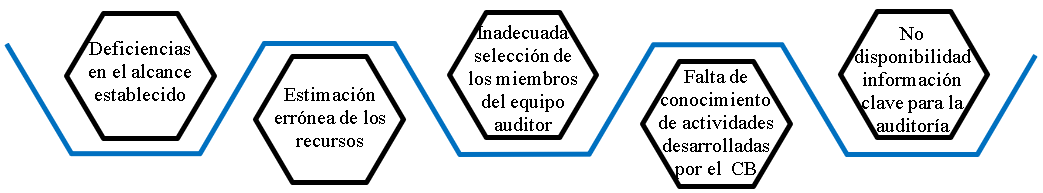 Deficiencias
en el alcance
establecido
Estimación
errónea de los
recursos
Inadecuada
selección de
los miembros
del equipo
auditor
Falta de
conocimiento
de actividades
desarrolladas
por el CB
No
disponibilidad
información
clave para la
auditoría